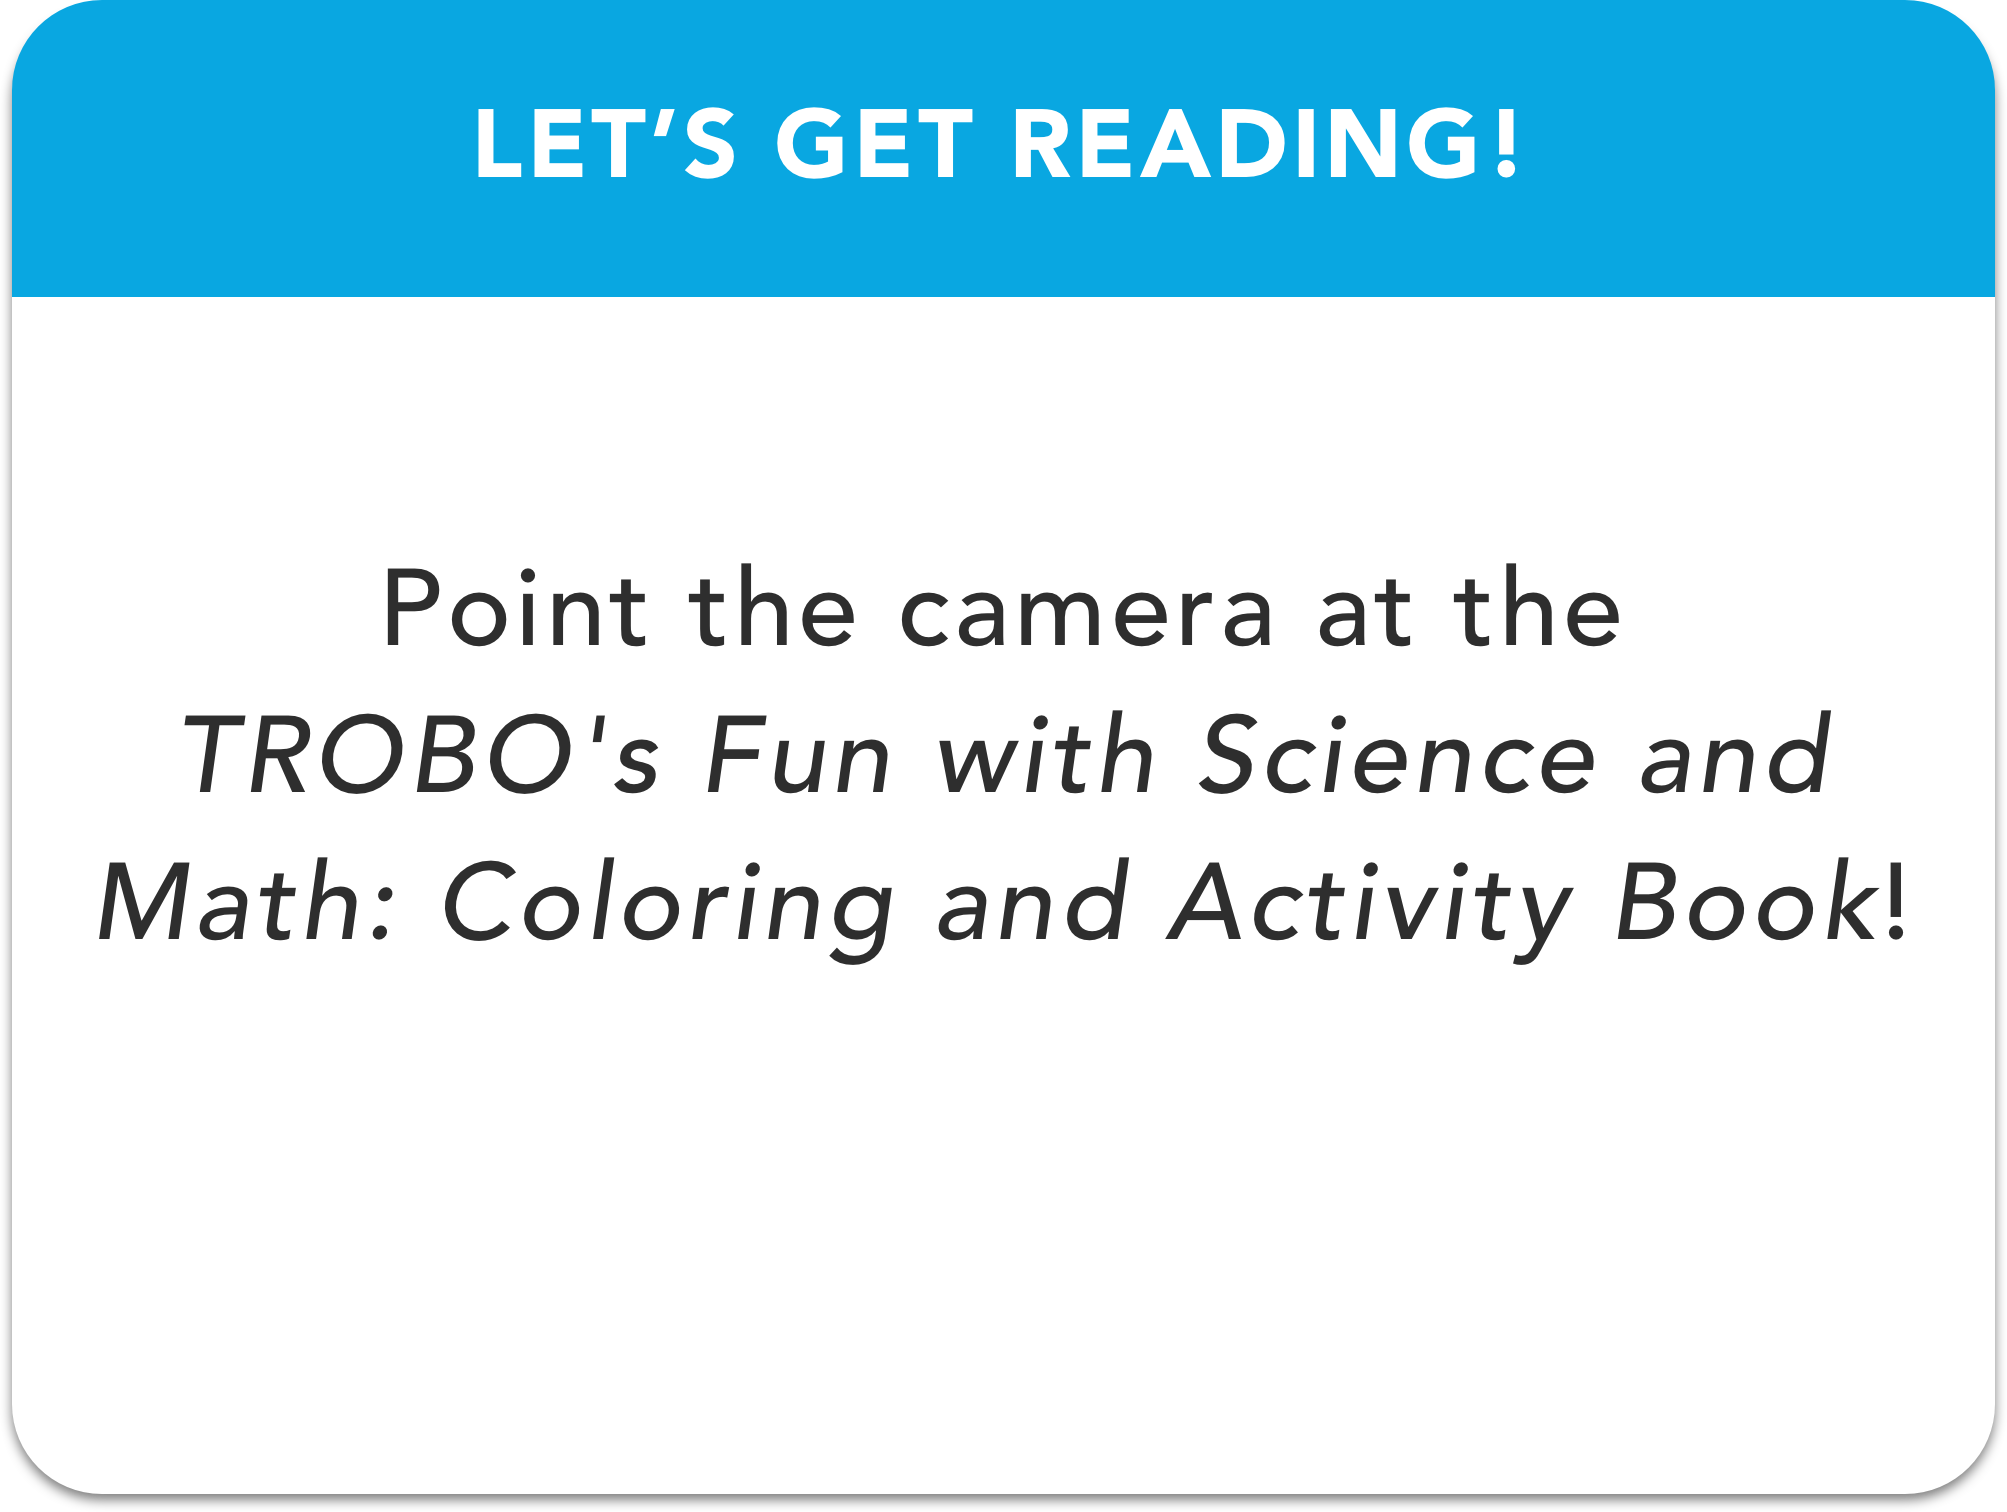 LET’S GET READING!
Point the camera at the
TROBO's Fun with Science and
Math: Coloring and Activity Book!